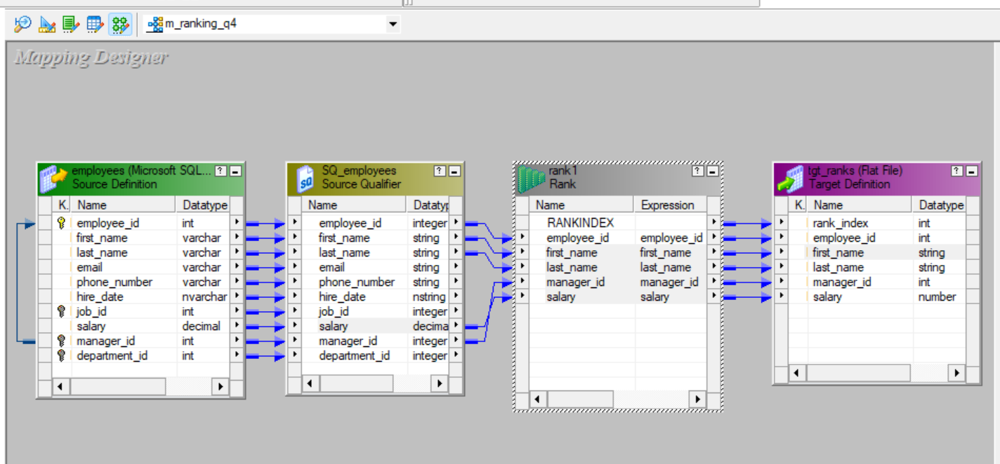 m_ranking_q4
Mapping Designer
employees (Microsoft SQL...
Source Definition
K. Name Datatype
employee_id int
first_name varchar
last_name varchar
email varchar
phone_number varchar
hire_date nvarchar
job_id int
salary decimal
manager_id int
department_id int
SQ_employees
Source Qualifier
Name Datatyp
employee_id integer
first_name string
last_name string
email string
phone_number string
hire_date nstring
job_id integer
salary decima
manager_id integer
department_id integer
rank1
Rank
Name Expression
RANKINDEX
employee_id employee_id
first_name first_name
last_name last_name
manager_id manager_id
salary salary
tgt_ranks (Flat File)
Target Definition
K. Name Datatype
rank_index int
employee_id int
first_name string
last_name string
manager_id int
salary number